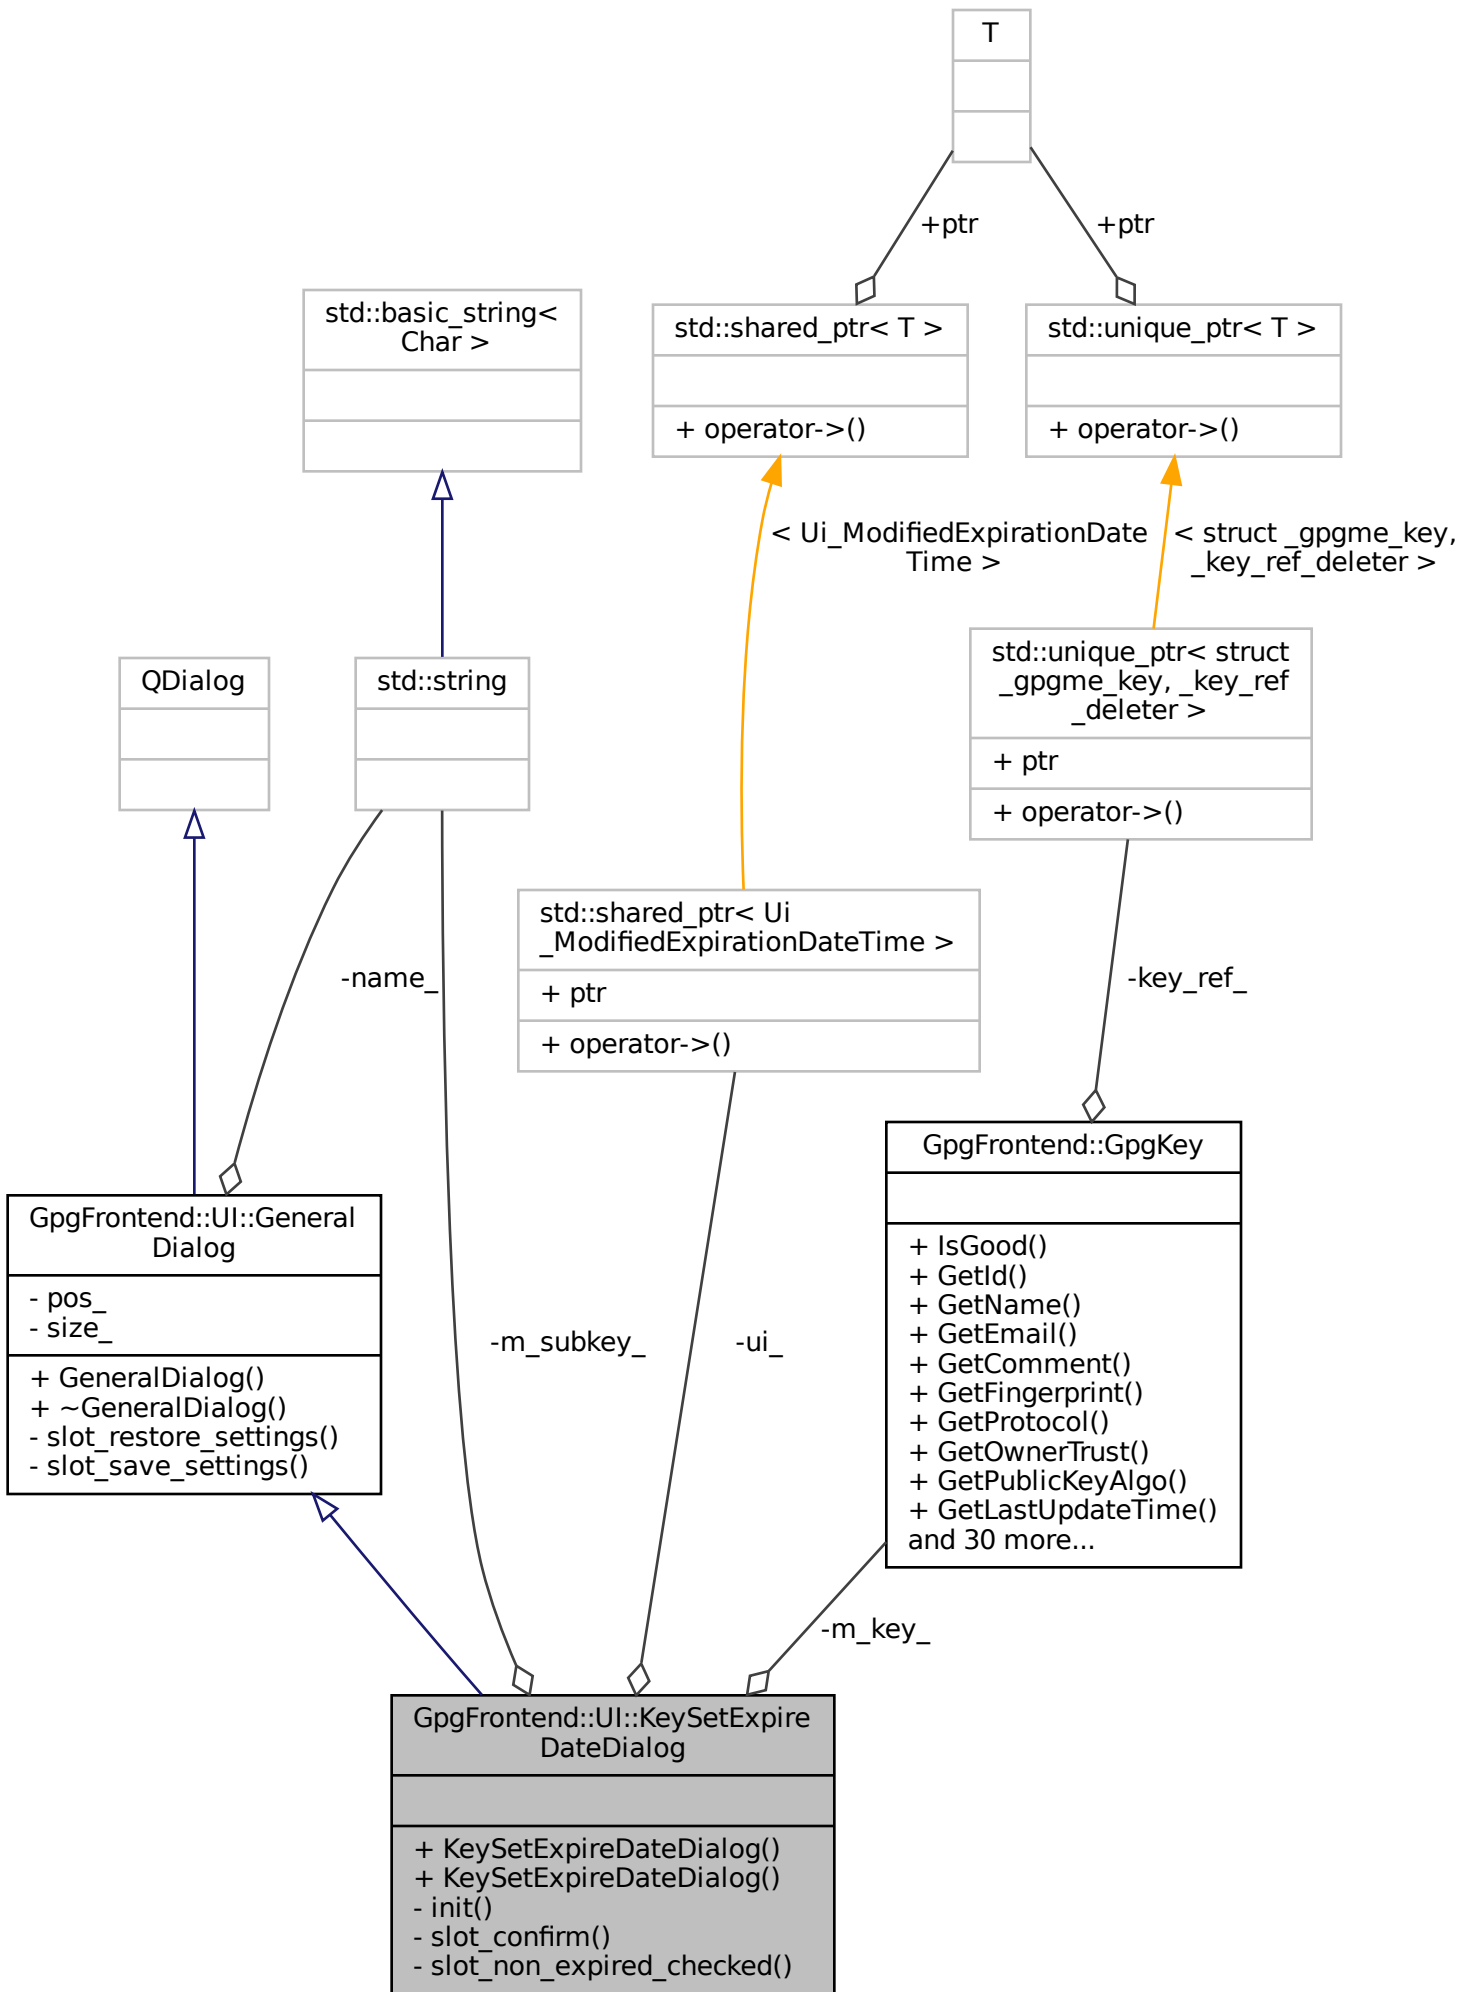 T
+ptr
+ptr
std::basic_string<
Char >
std::shared_ptr< T >
+ operator->()
std::unique_ptr< T >
+ operator->()
< Ui_ModifiedExpirationDate
Time >
< struct _gpgme_key,
_key_ref_deleter >
QDialog
std::string
std::unique_ptr< struct
_gpgme_key, _key_ref
_deleter >
+ ptr
+ operator->()
std::shared_ptr< Ui
_ModifiedExpirationDateTime >
+ ptr
+ operator->()
-name_
-key_ref_
GpgFrontend::UI::General
Dialog
- pos_
- size_
+ GeneralDialog()
+ ~GeneralDialog()
- slot_restore_settings()
- slot_save_settings()
-m_subkey_
-ui_
GpgFrontend::GpgKey
+ IsGood()
+ GetId()
+ GetName()
+ GetEmail()
+ GetComment()
+ GetFingerprint()
+ GetProtocol()
+ GetOwnerTrust()
+ GetPublicKeyAlgo()
+ GetLastUpdateTime()
and 30 more...
-m_key_
GpgFrontend::UI::KeySetExpire
DateDialog
+ KeySetExpireDateDialog()
+ KeySetExpireDateDialog()
- init()
- slot_confirm()
- slot_non_expired_checked()